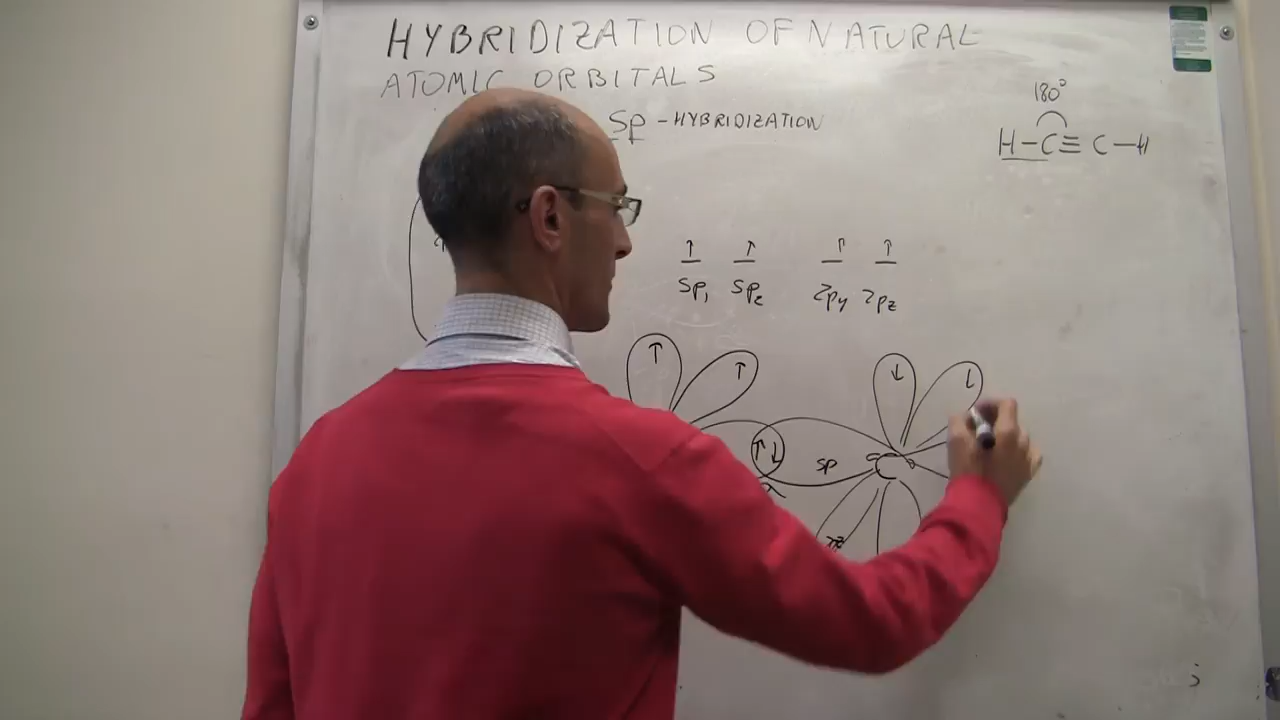 HYBRIDIZATION OF NATURAL
ATOMIC ORBITALS
Sp - HYBRIDIZATION
180°
H-C≡C-H
↑ ↑ ↑ ↑
Sp₁ Sp₂ 2py 2pz
↑ ↑ ↓ ↓
↑↓ sp C